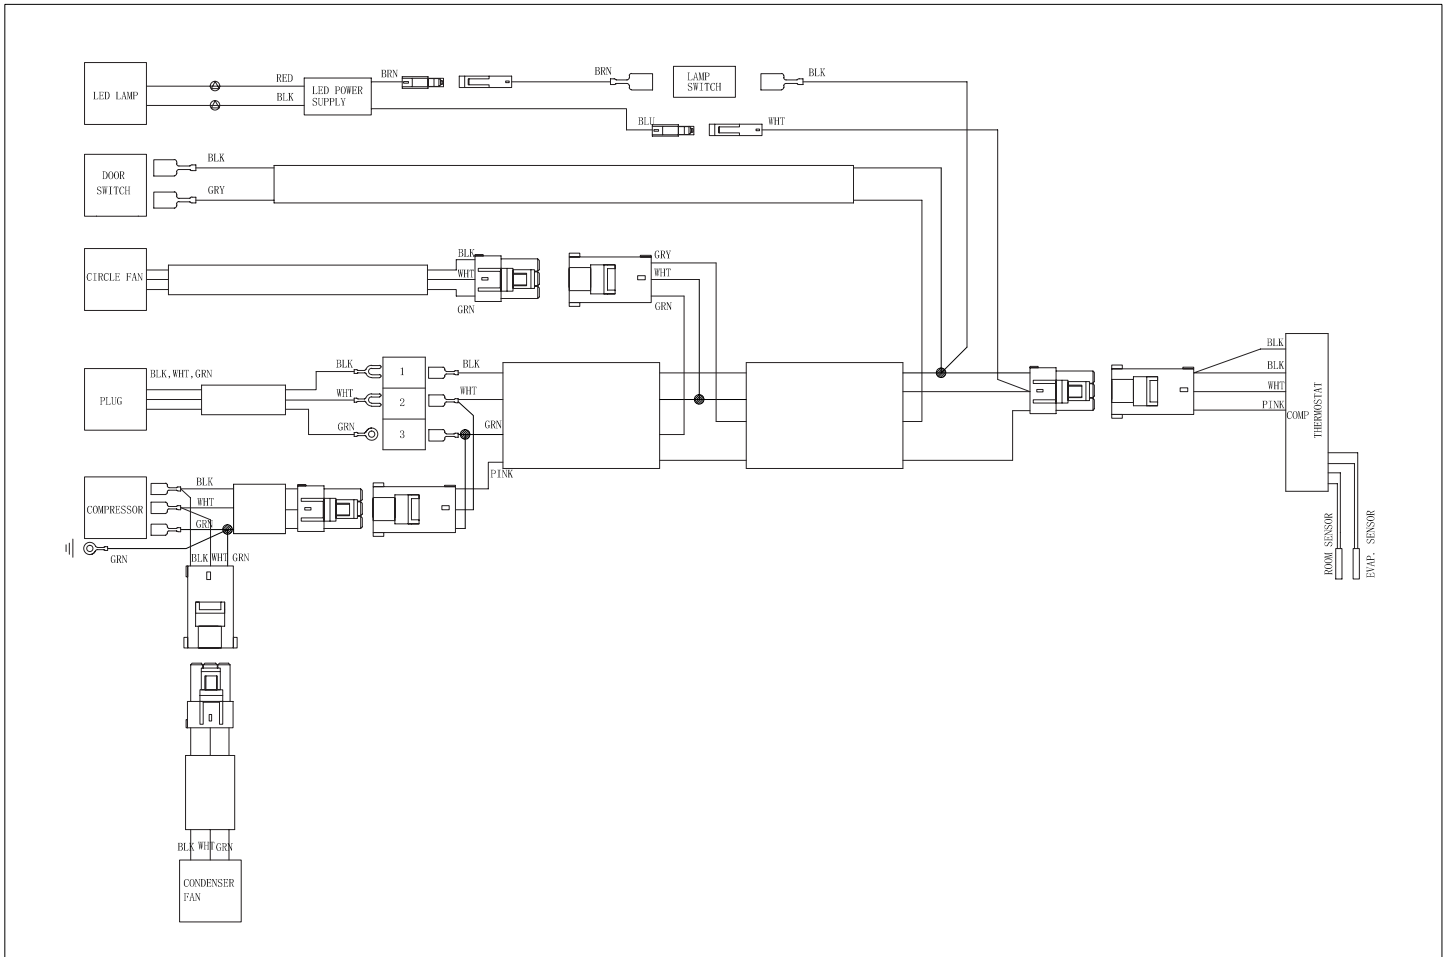 LED LAMP
RED
BLK
LED POWER
SUPPLY
BRN
BRN
LAMP
SWITCH
BLK
BLU
WHT
DOOR
SWITCH
BLK
GRY
CIRCLE FAN
BLK
WHT
GRN
GRY
WHT
GRN
PLUG
BLK,WHT,GRN
BLK
WHT
GRN
1
2
3
BLK
WHT
GRN
PINK
BLK
BLK
WHT
PINK
COMP
THERMOSTAT
ROOM SENSOR
EVAP. SENSOR
COMPRESSOR
BLK
WHT
GRN
GRN
BLK WHT GRN
BLK WHT GRN
CONDENSER
FAN